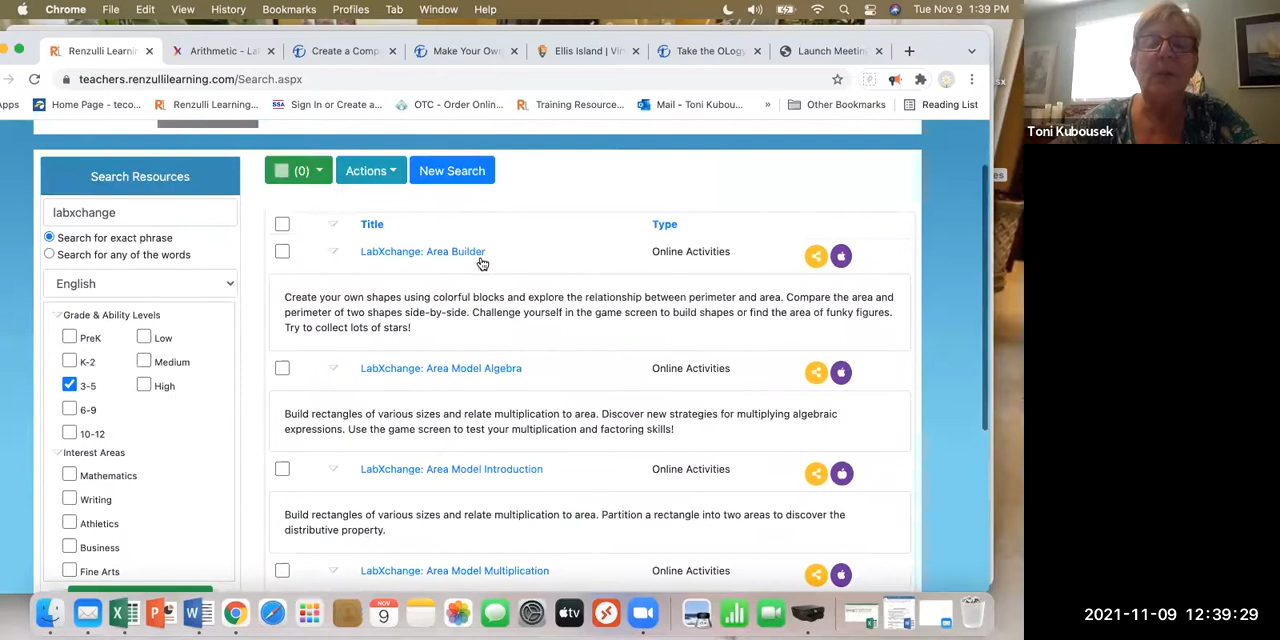 Chrome File Edit View History Bookmarks Profiles Tab Window Help Tue Nov 9 1:39 PM
Renzulli Learnin Arithmetic - La Create a Comp Make Your Own Ellis Island | Vir Take the OLogy Launch Meetin
teachers.renzullilearning.com/Search.aspx
Apps Home Page - teco... Renzulli Learning... SSA Sign In or Create a... OTC - Order Onlin... Training Resource... Mail - Toni Kubou... » Other Bookmarks Reading List
Toni Kubousek
Search Resources
(0) Actions New Search
labxchange
Search for exact phrase
Search for any of the words
English
Grade & Ability Levels
PreK Low
K-2 Medium
3-5 High
6-9
10-12
Interest Areas
Mathematics
Writing
Athletics
Business
Fine Arts
Title Type
LabXchange: Area Builder Online Activities
Create your own shapes using colorful blocks and explore the relationship between perimeter and area. Compare the area and
perimeter of two shapes side-by-side. Challenge yourself in the game screen to build shapes or find the area of funky figures.
Try to collect lots of stars!
LabXchange: Area Model Algebra Online Activities
Build rectangles of various sizes and relate multiplication to area. Discover new strategies for multiplying algebraic
expressions. Use the game screen to test your multiplication and factoring skills!
LabXchange: Area Model Introduction Online Activities
Build rectangles of various sizes and relate multiplication to area. Partition a rectangle into two areas to discover the
distributive property.
LabXchange: Area Model Multiplication Online Activities
NOV
9
tv
2021-11-09 12:39:29